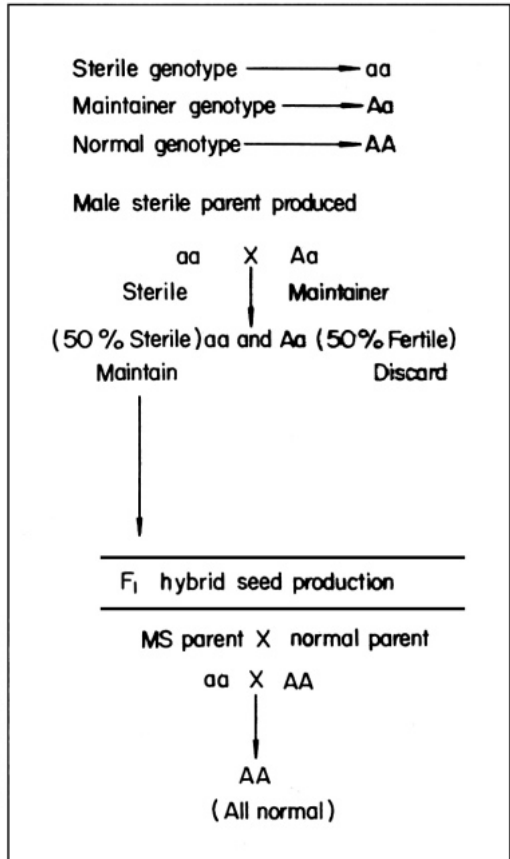 Sterile genotype → aa
Maintainer genotype → Aa
Normal genotype → AA
Male sterile parent produced
aa X Aa
Sterile Maintainer
(50% Sterile) aa and Aa (50% Fertile)
Maintain Discard
F₁ hybrid seed production
MS parent X normal parent
aa X AA
AA
(All normal)